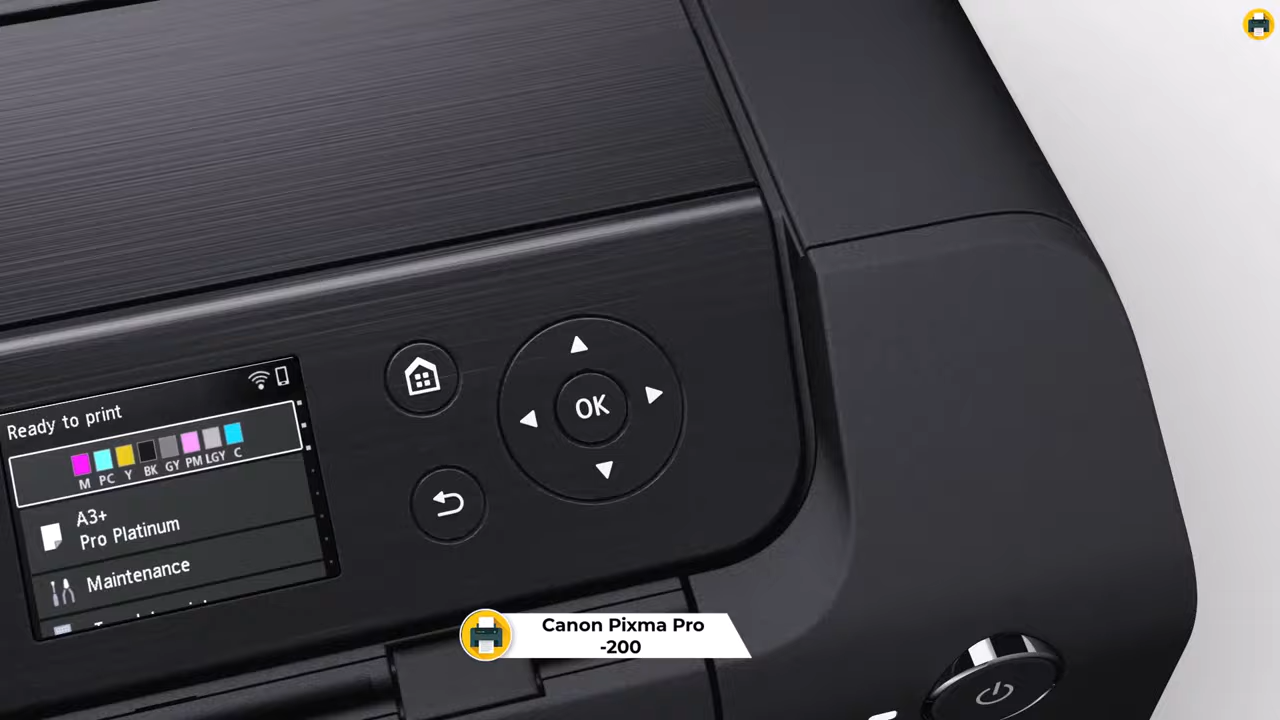 Ready to print
M PC Y BK GY PM LGY C
A3+
Pro Platinum
Maintenance
OK
Canon Pixma Pro
-200